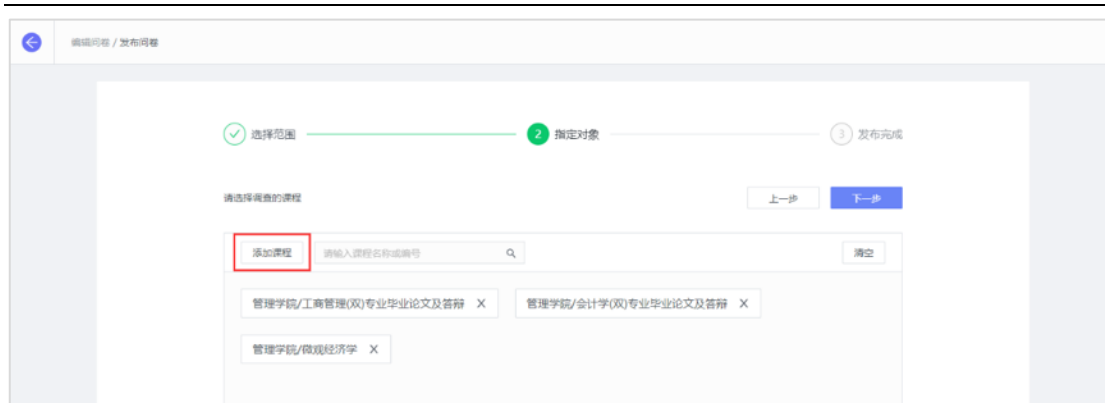 编辑问卷 / 发布问卷
选择范围 2 指定对象 3 发布完成
请选择调查的课程 上一步 下一步
添加课程 请输入课程名称或编号 清空
管理学院/工商管理(双)专业毕业论文及答辩 X 管理学院/会计学(双)专业毕业论文及答辩 X
管理学院/微观经济学 X